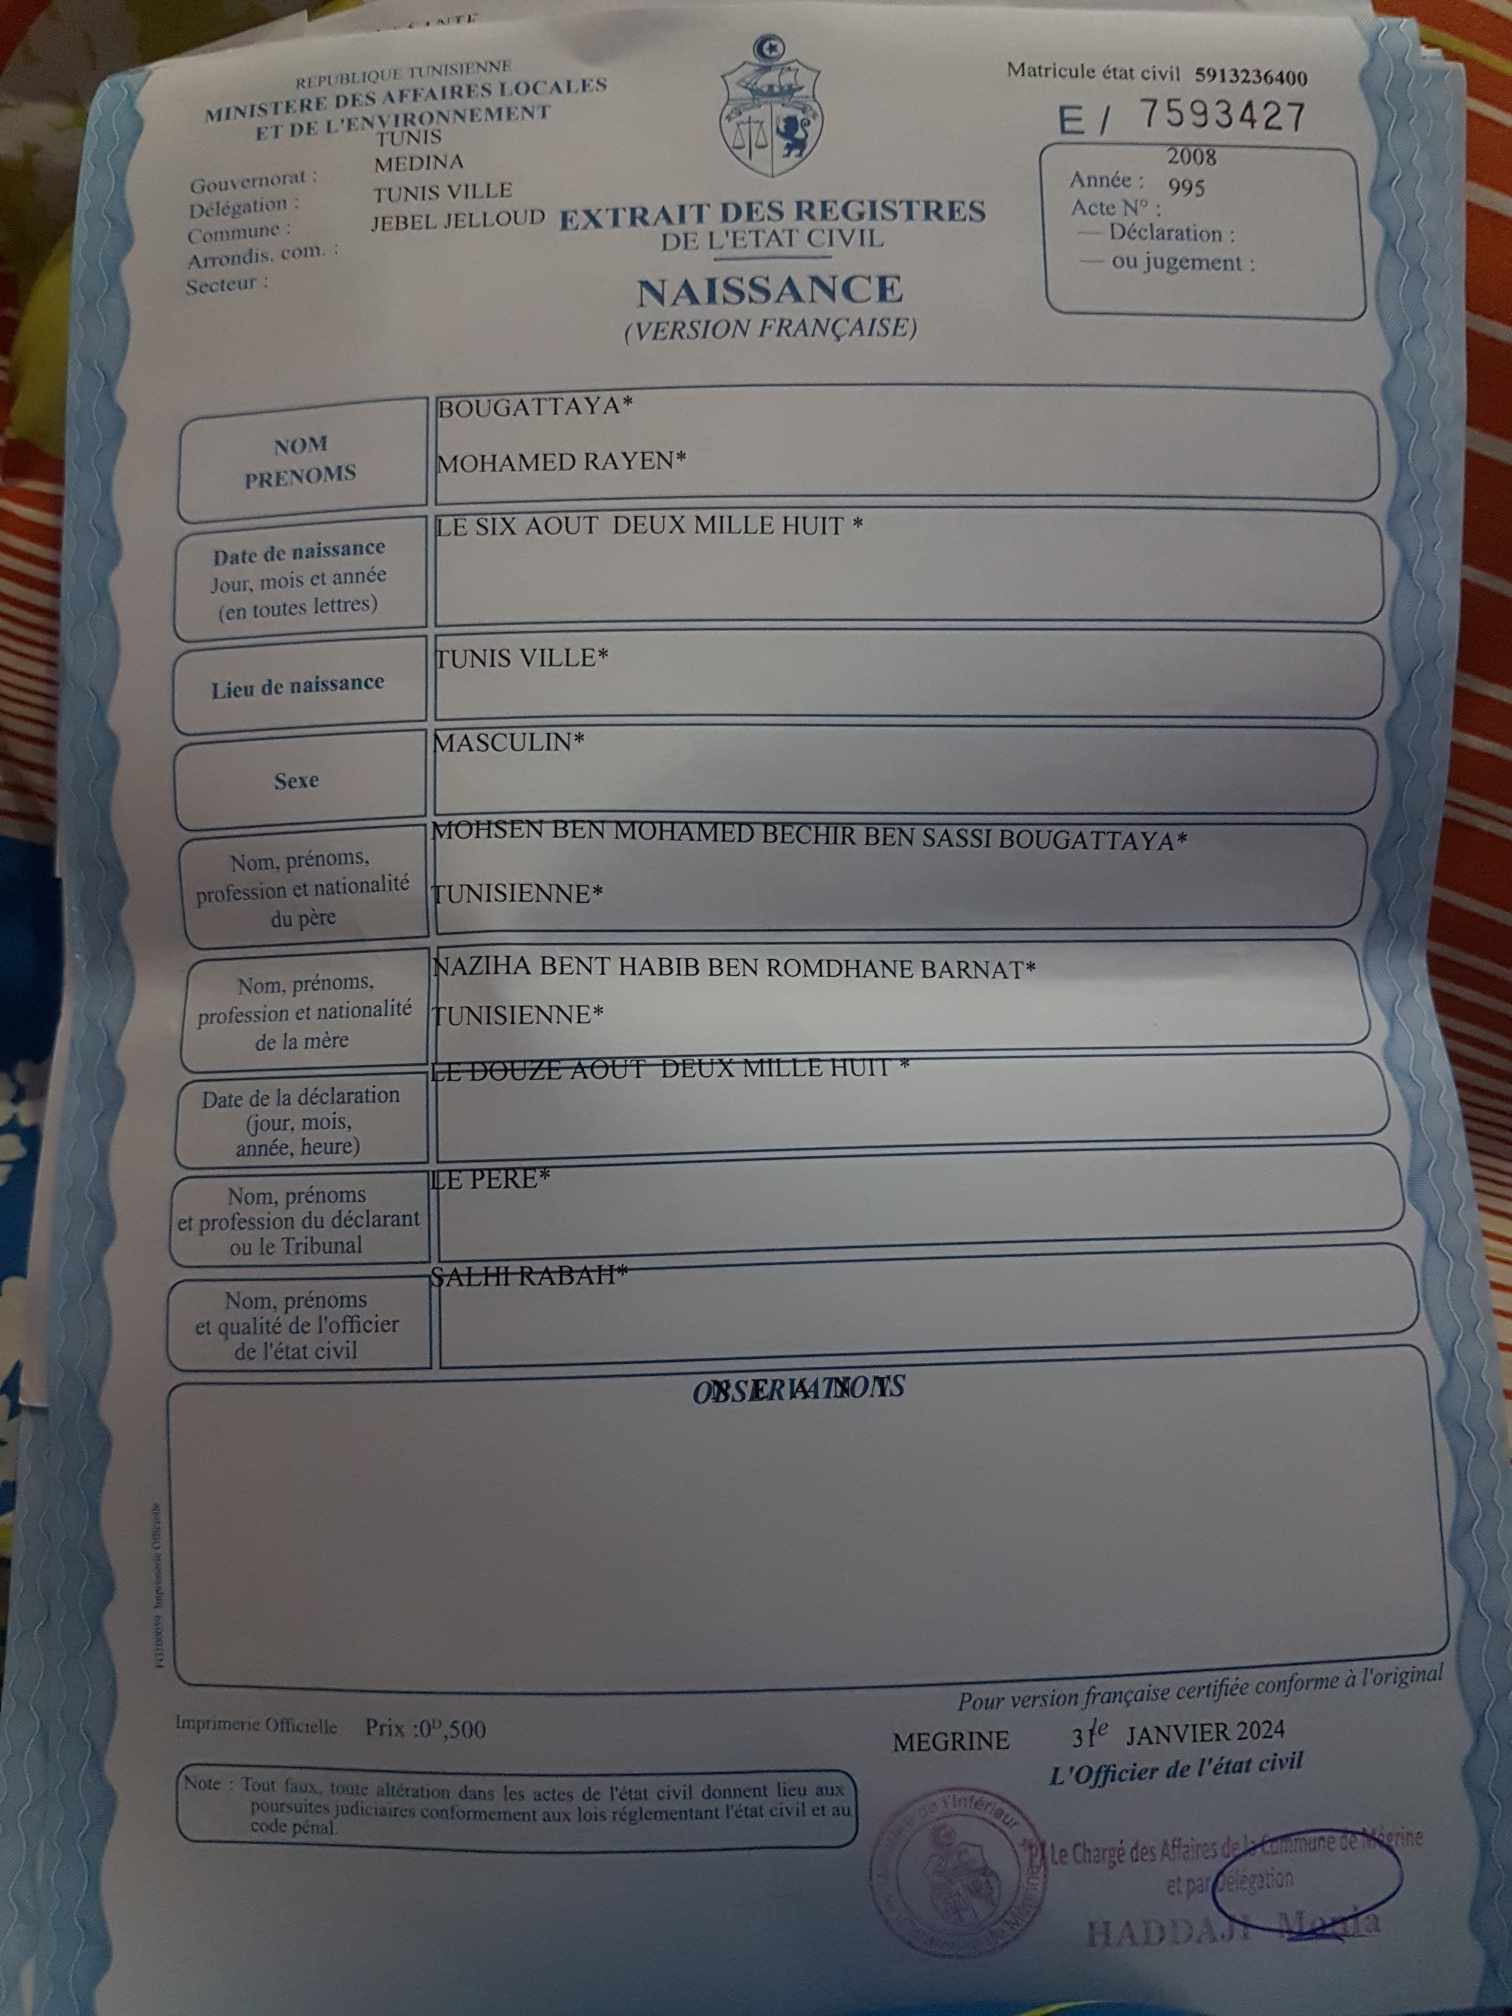 REPUBLIQUE TUNISIENNE
MINISTERE DES AFFAIRES LOCALES
ET DE L'ENVIRONNEMENT
TUNIS
Gouvernorat : MEDINA
Délégation : TUNIS VILLE
Commune : JEBEL JELLOUD
Arrondis. com. :
Secteur :
EXTRAIT DES REGISTRES
DE L'ETAT CIVIL
NAISSANCE
(VERSION FRANÇAISE)
Matricule état civil 5913236400
E / 7593427
2008
Année : 995
Acte N° :
— Déclaration :
— ou jugement :
NOM
PRENOMS
BOUGATTAYA*
MOHAMED RAYEN*
Date de naissance
Jour, mois et année
(en toutes lettres)
LE SIX AOUT DEUX MILLE HUIT *
Lieu de naissance
TUNIS VILLE*
Sexe
MASCULIN*
Nom, prénoms,
profession et nationalité
du père
MOHSEN BEN MOHAMED BECHIR BEN SASSI BOUGATTAYA*
TUNISIENNE*
Nom, prénoms,
profession et nationalité
de la mère
NAZIHA BENT HABIB BEN ROMDHANE BARNAT*
TUNISIENNE*
Date de la déclaration
(jour, mois,
année, heure)
LE DOUZE AOUT DEUX MILLE HUIT *
Nom, prénoms
et profession du déclarant
ou le Tribunal
LE PERE*
Nom, prénoms
et qualité de l'officier
de l'état civil
SALHI RABAH*
OBSERVATIONS
Imprimerie Officielle
Pour version française certifiée conforme à l'original
Imprimerie Officielle Prix :0ᴰ,500
MEGRINE 31 le JANVIER 2024
L'Officier de l'état civil
Note : Tout faux, toute altération dans les actes de l'état civil donnent lieu aux
poursuites judiciaires conformement aux lois réglementant l'état civil et au
code pénal.
de l'Intérieur
Le Chargé des Affaires de la Commune de Mégrine
et par Délégation
HADDAJI Monia